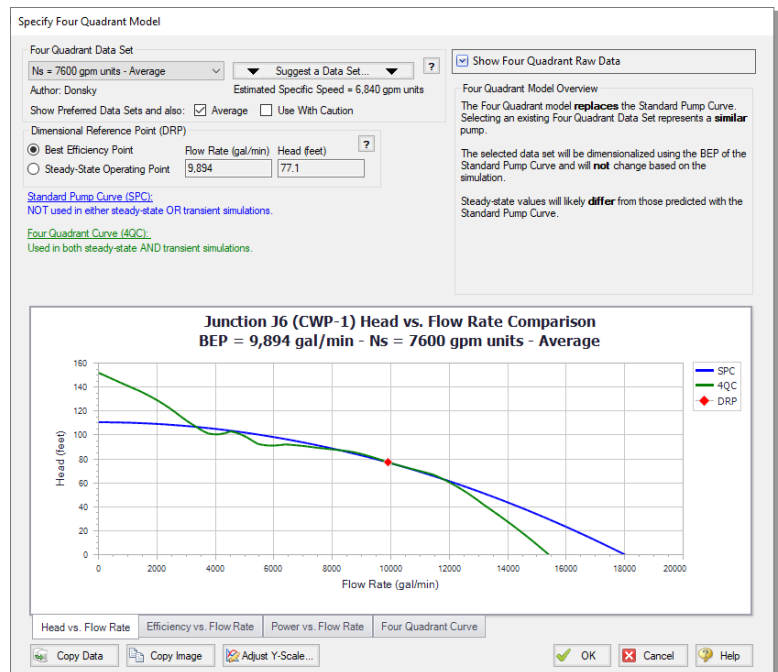 Specify Four Quadrant Model
Four Quadrant Data Set
Ns = 7600 gpm units - Average
Suggest a Data Set...
?
Author: Donsky
Estimated Specific Speed = 6,840 gpm units
Show Preferred Data Sets and also:
Average
Use With Caution
Dimensional Reference Point (DRP)
Best Efficiency Point
Flow Rate (gal/min)
Head (feet)
?
Steady-State Operating Point
9,894
77.1
Standard Pump Curve (SPC):
NOT used in either steady-state OR transient simulations.
Four Quadrant Curve (4QC):
Used in both steady-state AND transient simulations.
Show Four Quadrant Raw Data
Four Quadrant Model Overview
The Four Quadrant model replaces the Standard Pump Curve.
Selecting an existing Four Quadrant Data Set represents a similar
pump.
The selected data set will be dimensionalized using the BEP of the
Standard Pump Curve and will not change based on the
simulation.
Steady-state values will likely differ from those predicted with the
Standard Pump Curve.
Junction J6 (CWP-1) Head vs. Flow Rate Comparison
BEP = 9,894 gal/min - Ns = 7600 gpm units - Average
160
140
120
100
80
60
40
20
0
Head (feet)
0 2000 4000 6000 8000 10000 12000 14000 16000 18000 20000
Flow Rate (gal/min)
SPC
4QC
DRP
Head vs. Flow Rate
Efficiency vs. Flow Rate
Power vs. Flow Rate
Four Quadrant Curve
Copy Data
Copy Image
Adjust Y-Scale...
OK
Cancel
Help